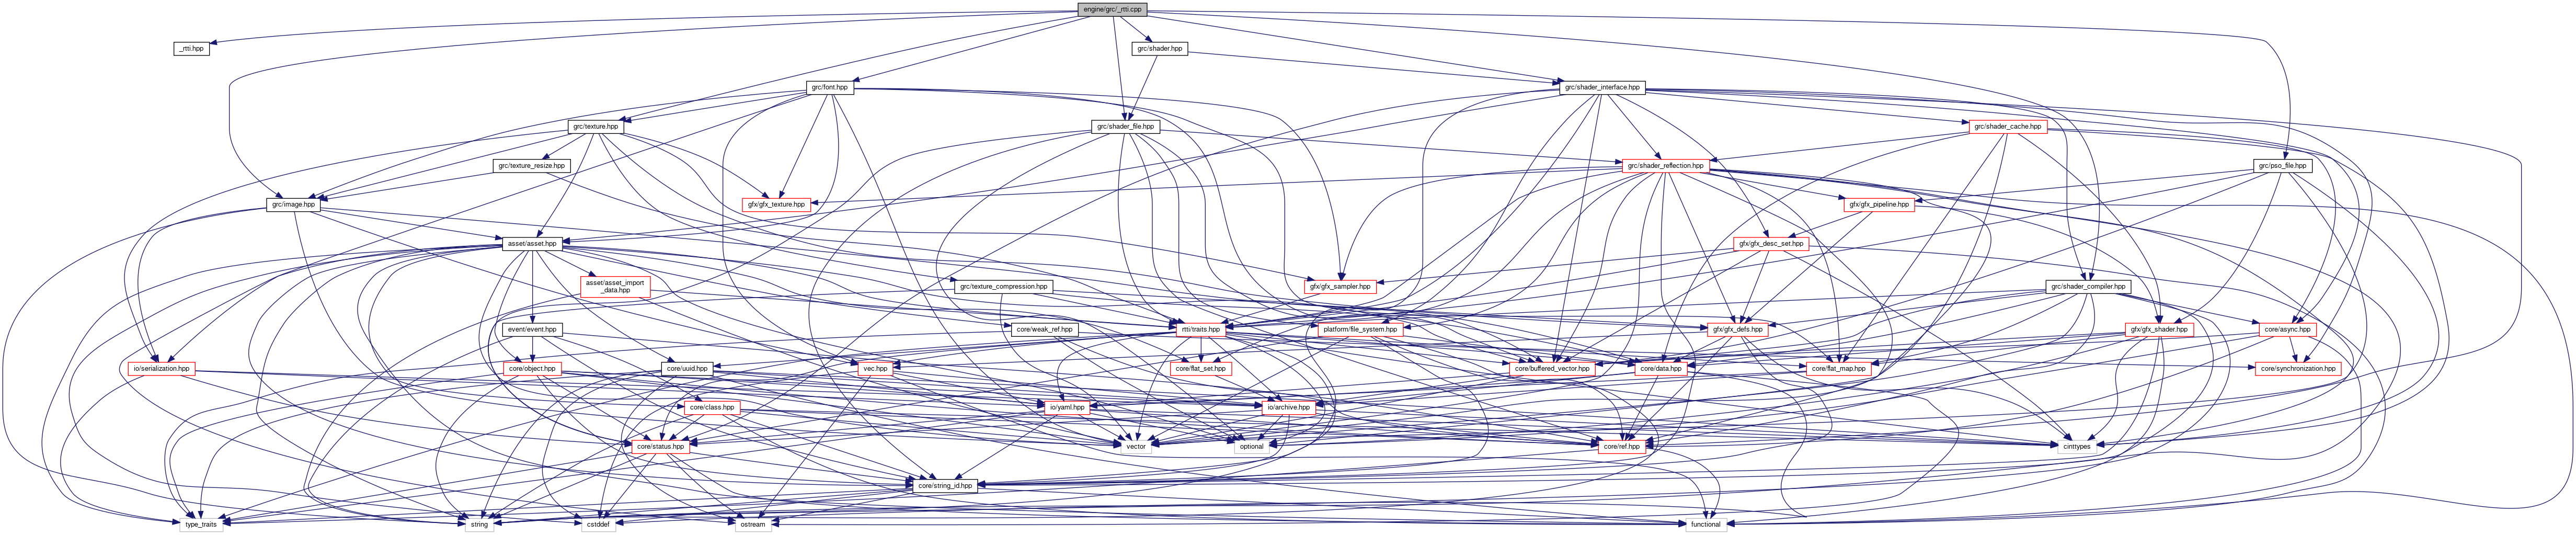 engine/grc/_rtti.cpp
_rtti.hpp
grc/shader.hpp
grc/font.hpp
grc/shader_interface.hpp
grc/texture.hpp
grc/shader_file.hpp
grc/shader_cache.hpp
grc/texture_resize.hpp
grc/shader_reflection.hpp
grc/pso_file.hpp
grc/image.hpp
gfx/gfx_texture.hpp
gfx/gfx_pipeline.hpp
asset/asset.hpp
gfx/gfx_desc_set.hpp
asset/asset_import
_data.hpp
grc/texture_compression.hpp
gfx/gfx_sampler.hpp
grc/shader_compiler.hpp
event/event.hpp
core/weak_ref.hpp
rtti/traits.hpp
platform/file_system.hpp
gfx/gfx_defs.hpp
gfx/gfx_shader.hpp
core/async.hpp
io/serialization.hpp
core/object.hpp
core/uuid.hpp
vec.hpp
core/flat_set.hpp
core/buffered_vector.hpp
core/data.hpp
core/flat_map.hpp
core/synchronization.hpp
core/class.hpp
io/yaml.hpp
io/archive.hpp
core/status.hpp
vector
optional
core/ref.hpp
cinttypes
core/string_id.hpp
type_traits
string
cstddef
ostream
functional